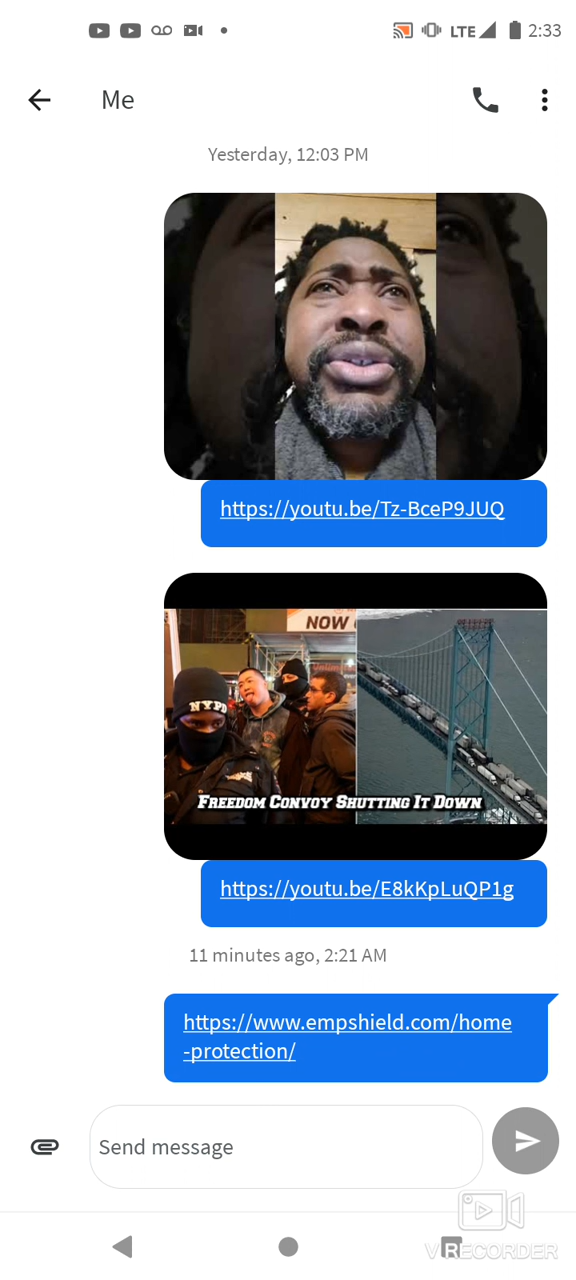 LTE 2:33
Me
Yesterday, 12:03 PM
https://youtu.be/Tz-BceP9JUQ
NOW
NYPD
FREEDOM CONVOY SHUTTING IT DOWN
https://youtu.be/E8kKpLuQP1g
11 minutes ago, 2:21 AM
https://www.empshield.com/home
-protection/
Send message
VRECORDER